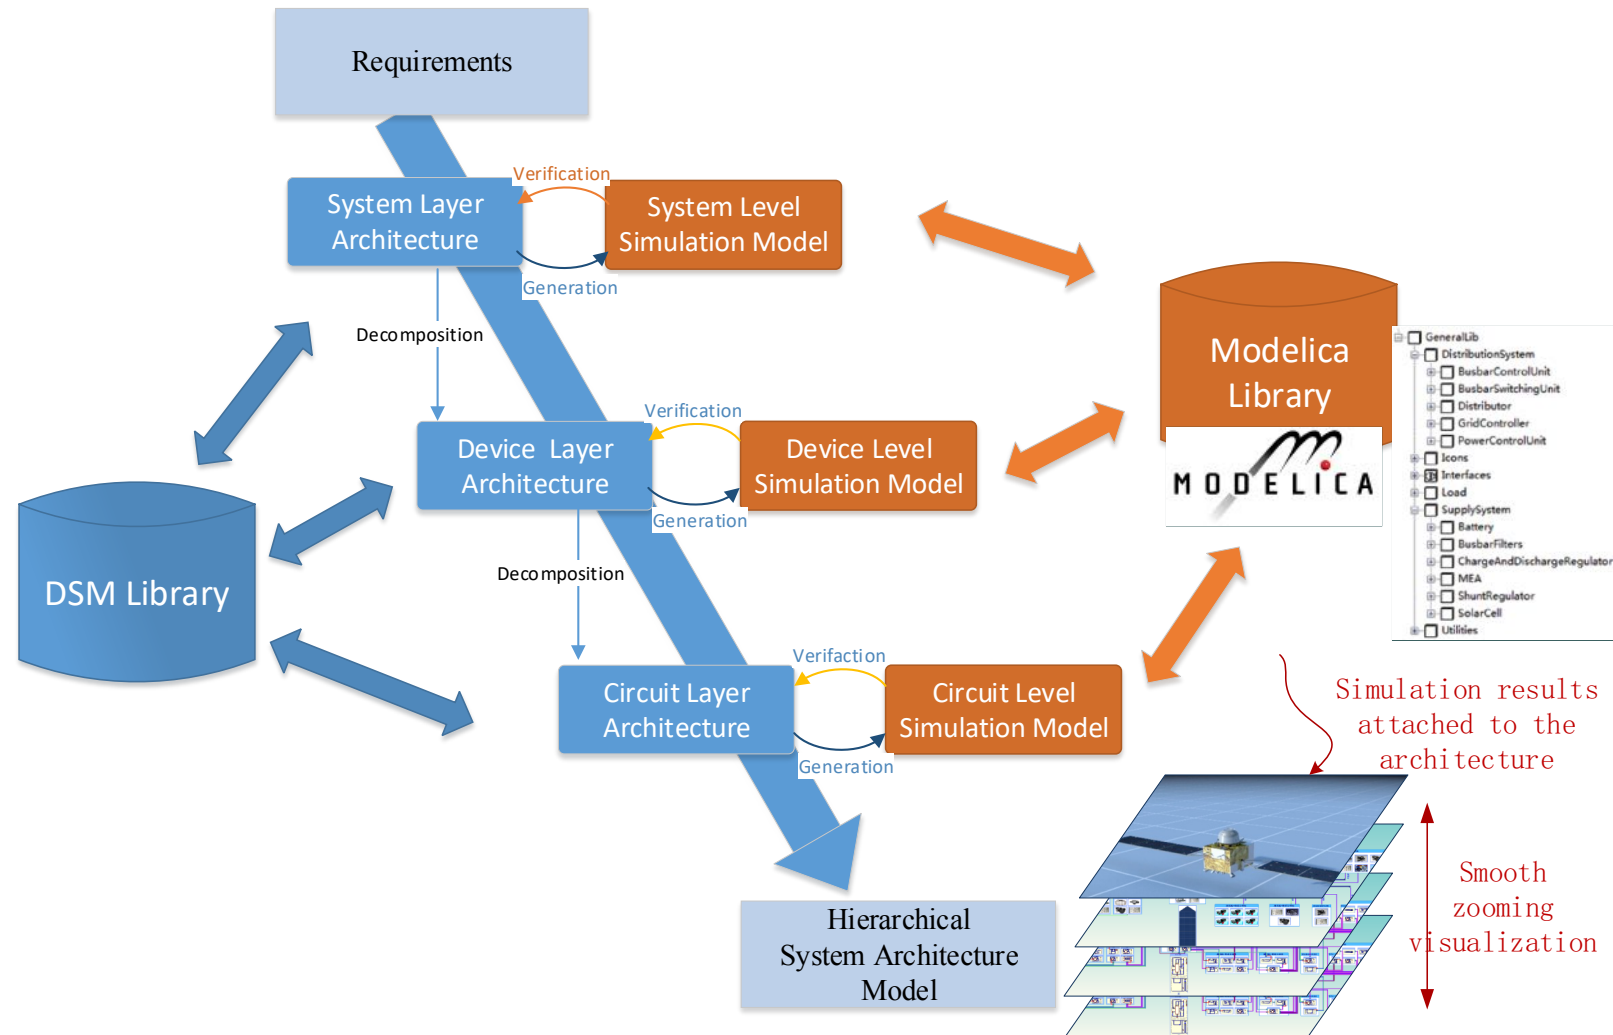 Requirements
Verification
System Layer
Architecture
System Level
Simulation Model
Generation
Decomposition
Modelica
Library
MODELICA
GeneralLib
DistributionSystem
BusbarControlUnit
BusbarSwitchingUnit
Distributor
GridController
PowerControlUnit
Icons
Interfaces
Load
SupplySystem
Battery
BusbarFilters
ChargeAndDischargeRegulator
MEA
ShuntRegulator
SolarCell
Utilities
Verification
Device Layer
Architecture
Device Level
Simulation Model
Generation
Decomposition
DSM Library
Verifaction
Circuit Layer
Architecture
Circuit Level
Simulation Model
Generation
Simulation results
attached to the
architecture
Smooth
zooming
visualization
Hierarchical
System Architecture
Model